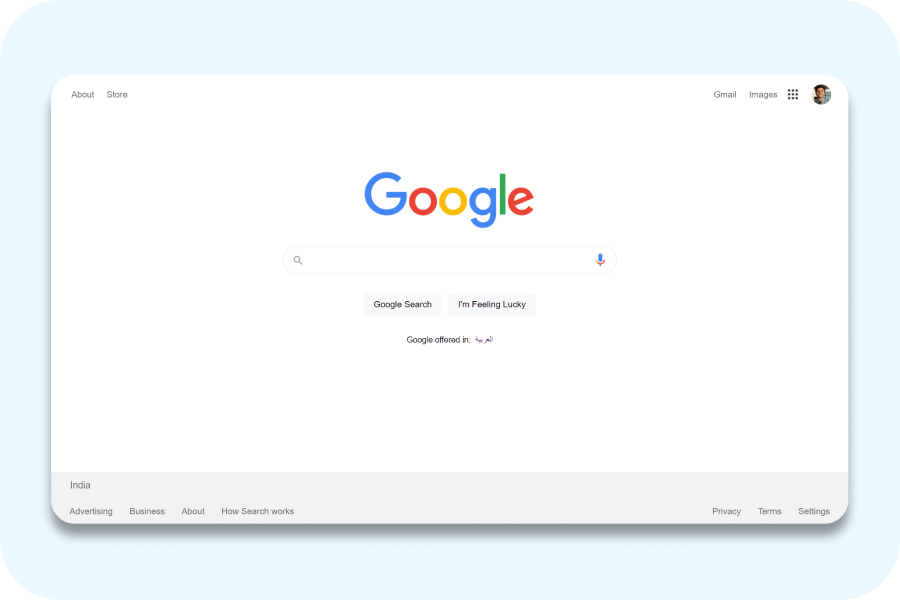 About Store
Gmail Images
Google
Google Search I'm Feeling Lucky
Google offered in: العربية
India
Advertising Business About How Search works
Privacy Terms Settings